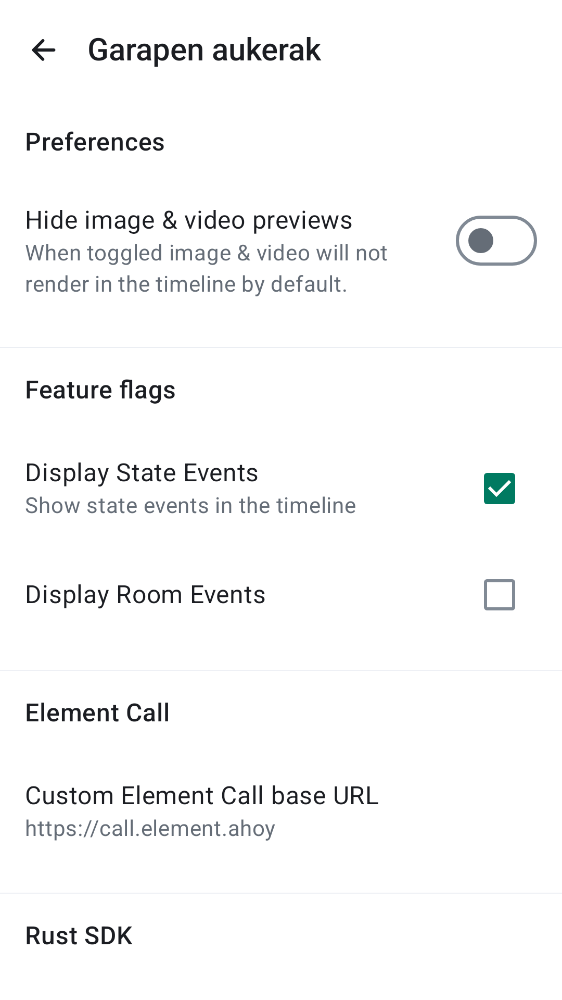 Garapen aukerak
Preferences
Hide image & video previews
When toggled image & video will not
render in the timeline by default.
Feature flags
Display State Events
Show state events in the timeline
Display Room Events
Element Call
Custom Element Call base URL
https://call.element.ahoy
Rust SDK